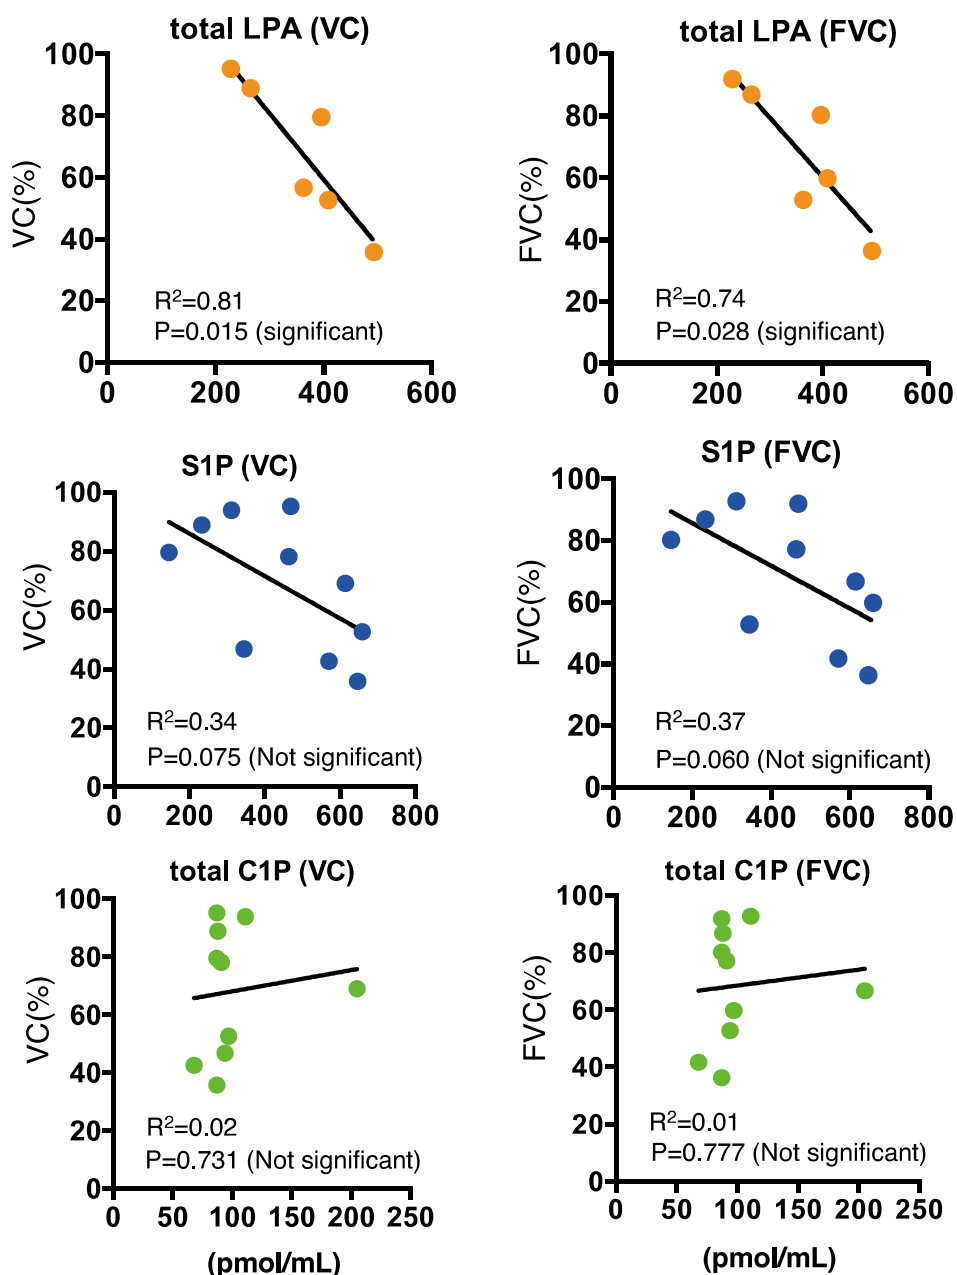 total LPA (VC)
VC(%)
100
80
60
40
20
0
R²=0.81
P=0.015 (significant)
0 200 400 600
total LPA (FVC)
FVC(%)
100
80
60
40
20
0
R²=0.74
P=0.028 (significant)
0 200 400 600
S1P (VC)
VC(%)
100
80
60
40
20
0
R²=0.34
P=0.075 (Not significant)
0 200 400 600 800
S1P (FVC)
FVC(%)
100
80
60
40
20
0
R²=0.37
P=0.060 (Not significant)
0 200 400 600 800
total C1P (VC)
VC(%)
100
80
60
40
20
0
R²=0.02
P=0.731 (Not significant)
0 50 100 150 200 250
(pmol/mL)
total C1P (FVC)
FVC(%)
100
80
60
40
20
0
R²=0.01
P=0.777 (Not significant)
0 50 100 150 200 250
(pmol/mL)